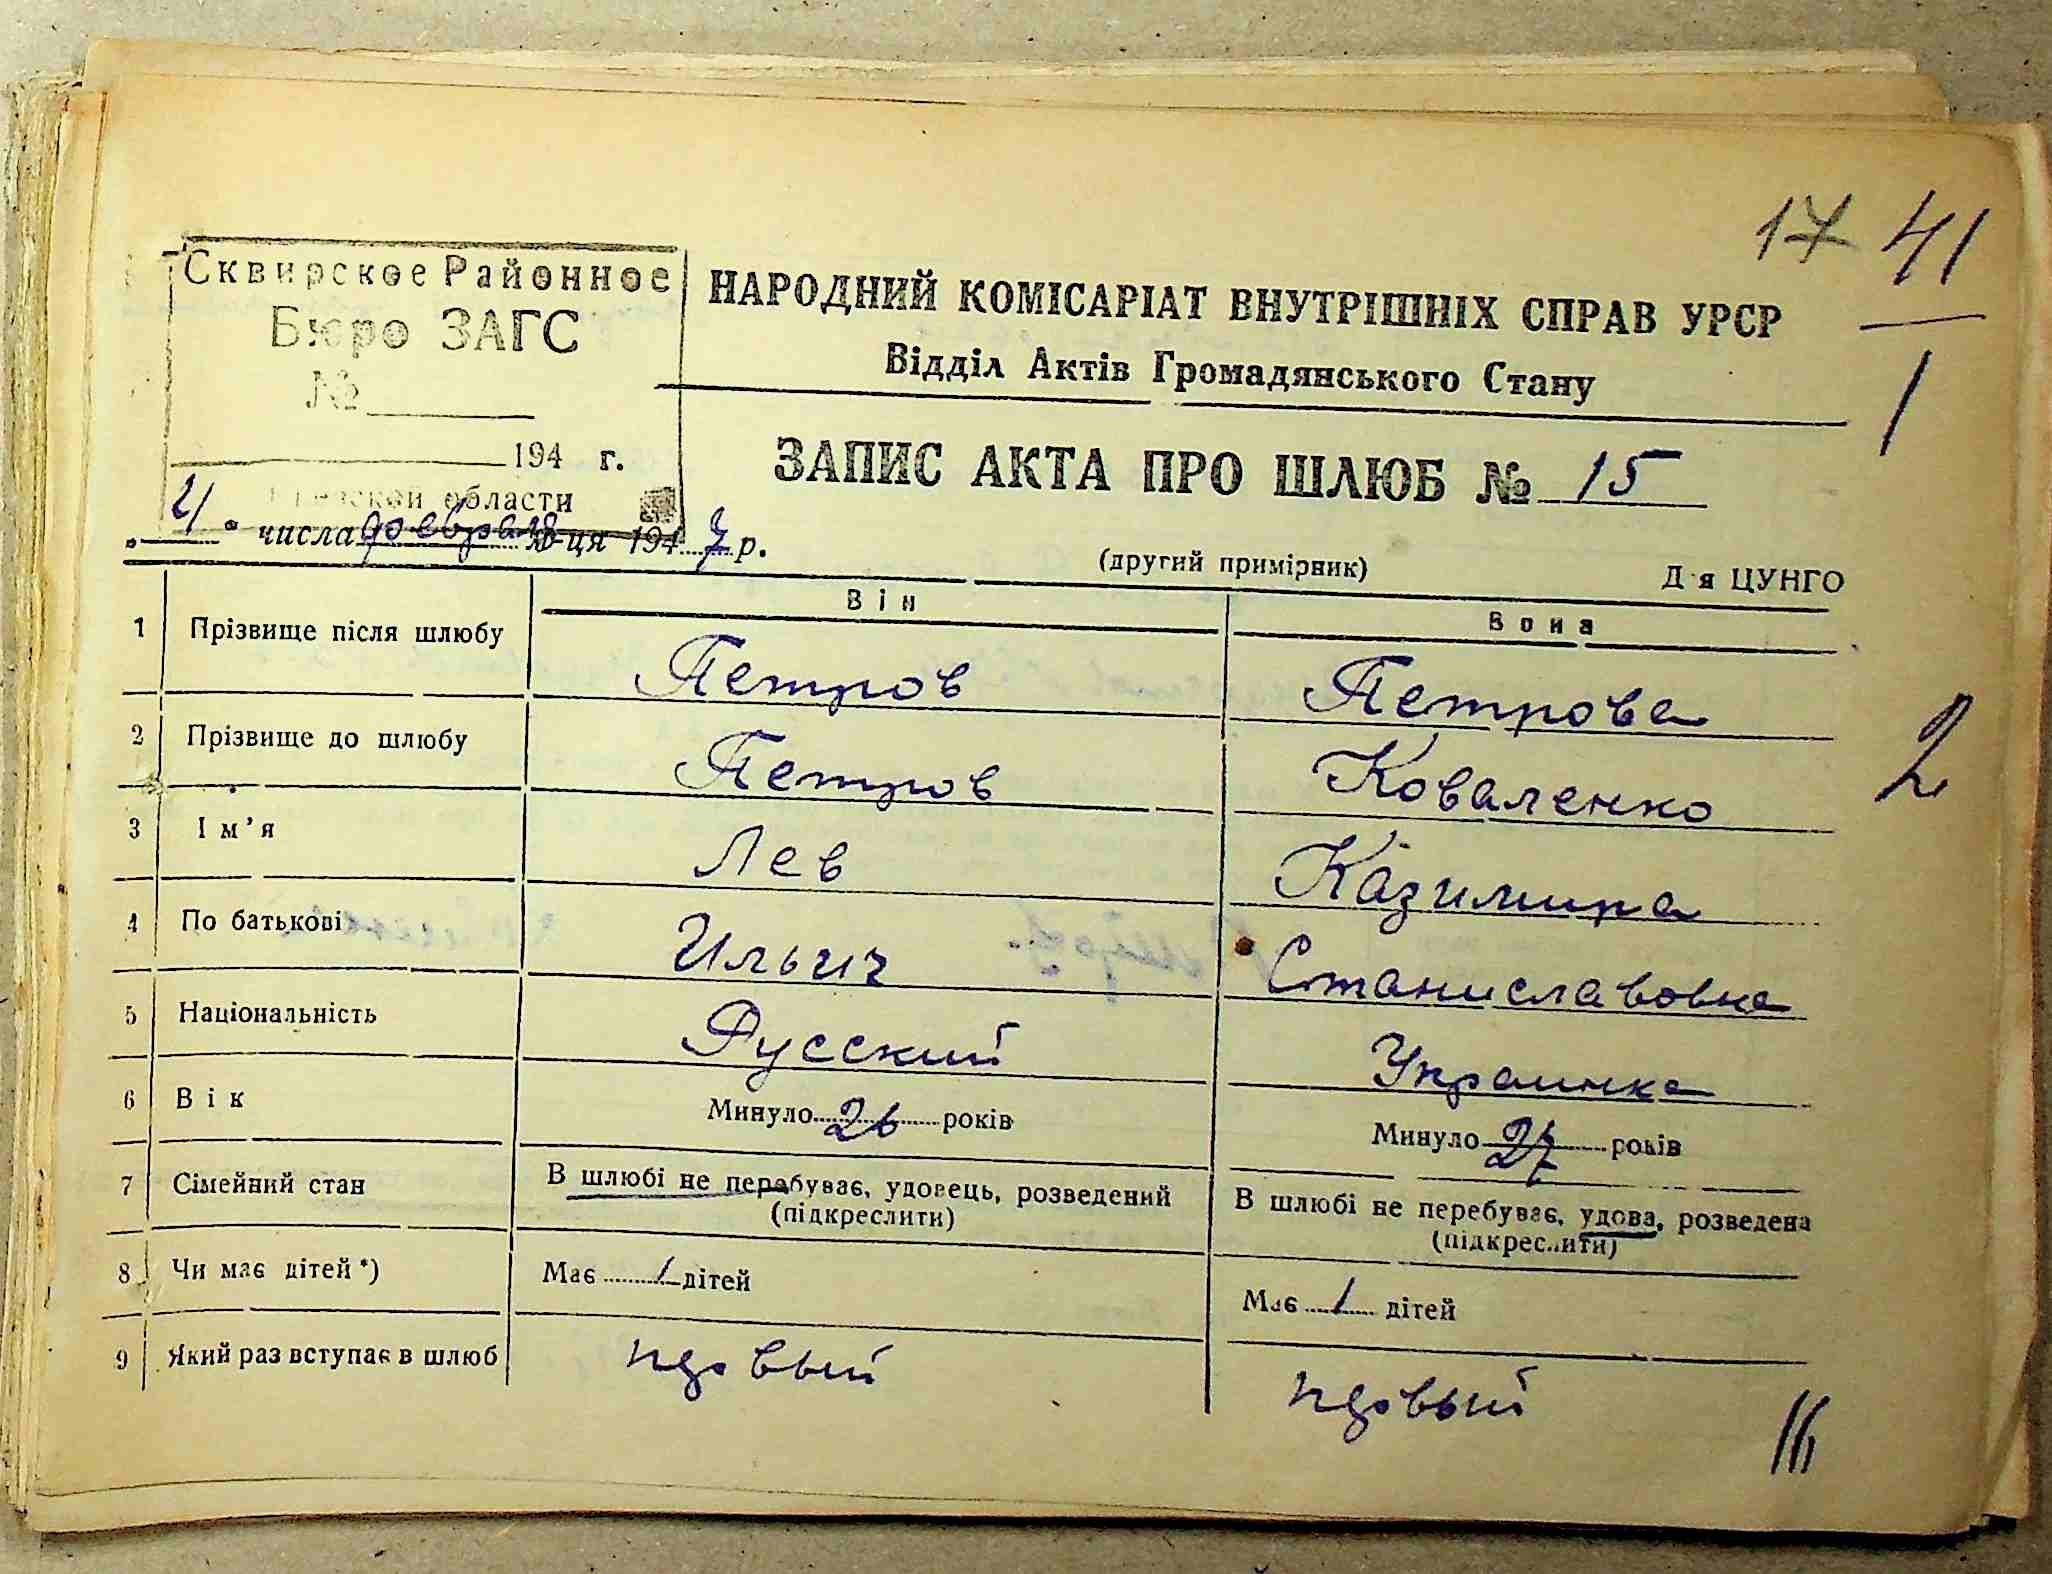 17 41
1
Сквирское Районное
Бюро ЗАГС
№
194 г.
области
НАРОДНИЙ КОМІСАРІАТ ВНУТРІШНІХ СПРАВ УРСР
Відділ Актів Громадянського Стану
ЗАПИС АКТА ПРО ШЛЮБ № 15
числа февраля м-ця 1947 р.
(другий примірник) Для ЦУНГО
Він Вона
1 Прізвище після шлюбу Петров Петрова
2 Прізвище до шлюбу Петров Коваленко
2
3 Ім'я Лев Казимира
4 По батькові Ильич Станиславовна
5 Національність Русский Украинка
6 Вік Минуло 26 років Минуло 27 років
7 Сімейний стан В шлюбі не перебуває, удовець, розведений В шлюбі не перебуває, удова, розведена
(підкреслити) (підкреслити)
8 Чи має дітей*) Має 1 дітей Має 1 дітей
9 Який раз вступає в шлюб первый первый